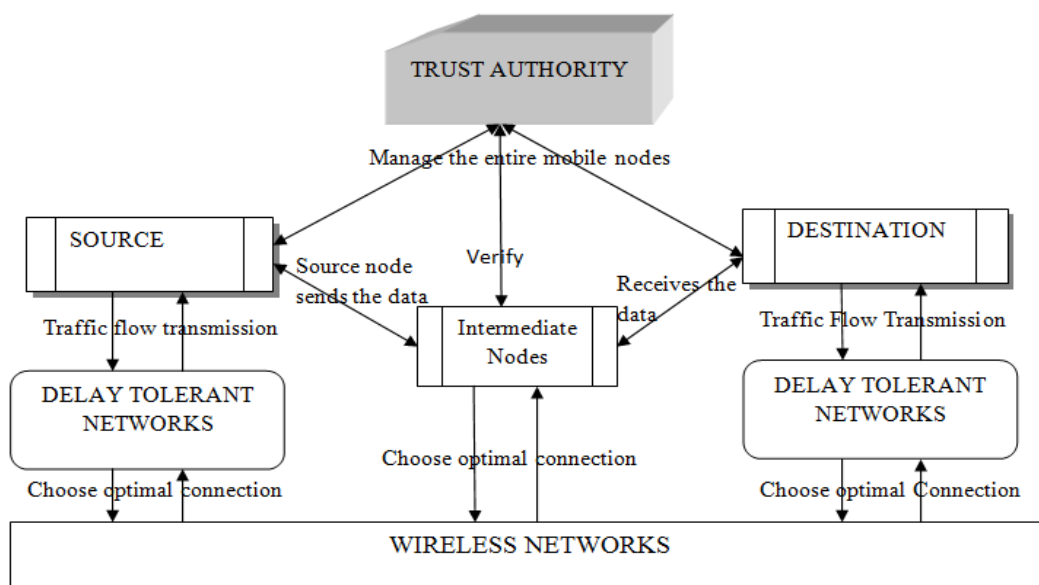 TRUST AUTHORITY
Manage the entire mobile nodes
SOURCE
DESTINATION
Verify
Source node
sends the data
Receives the
data
Intermediate
Nodes
Traffic flow transmission
Traffic Flow Transmission
DELAY TOLERANT
NETWORKS
DELAY TOLERANT
NETWORKS
Choose optimal connection
Choose optimal connection
Choose optimal Connection
WIRELESS NETWORKS